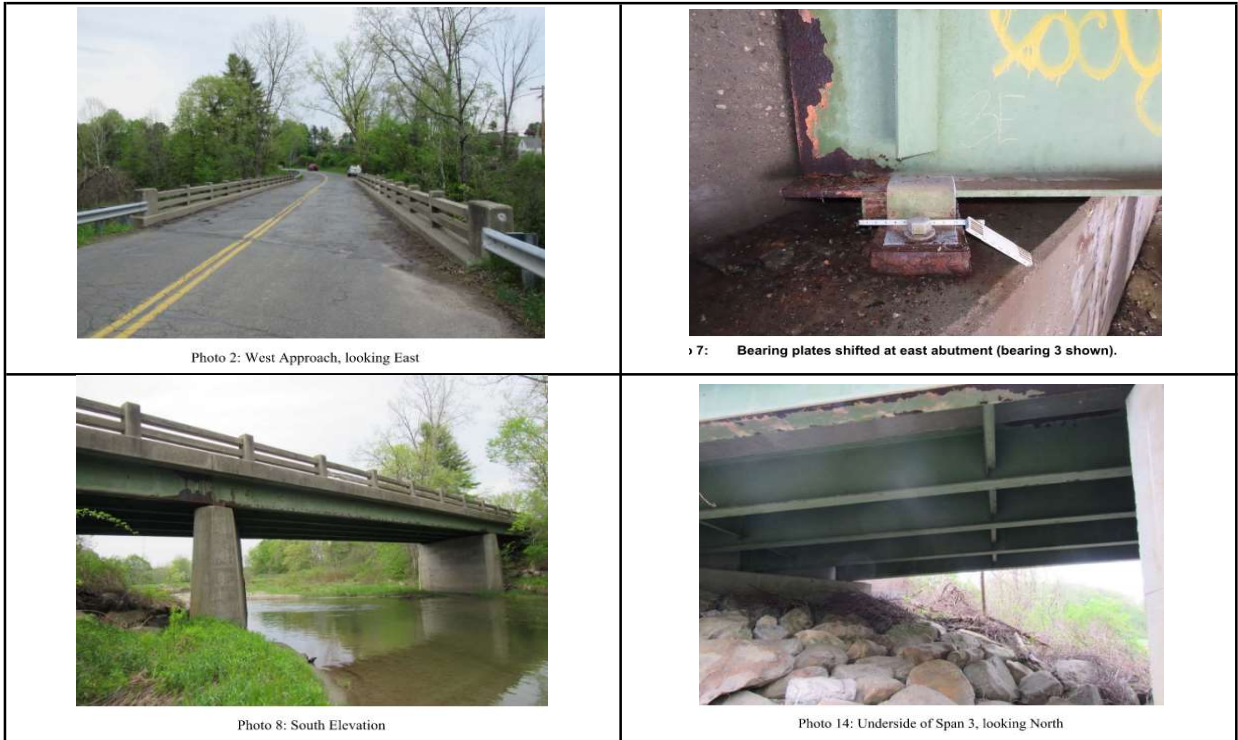 locy
3E
Photo 2: West Approach, looking East
7: Bearing plates shifted at east abutment (bearing 3 shown).
Photo 8: South Elevation
Photo 14: Underside of Span 3, looking North